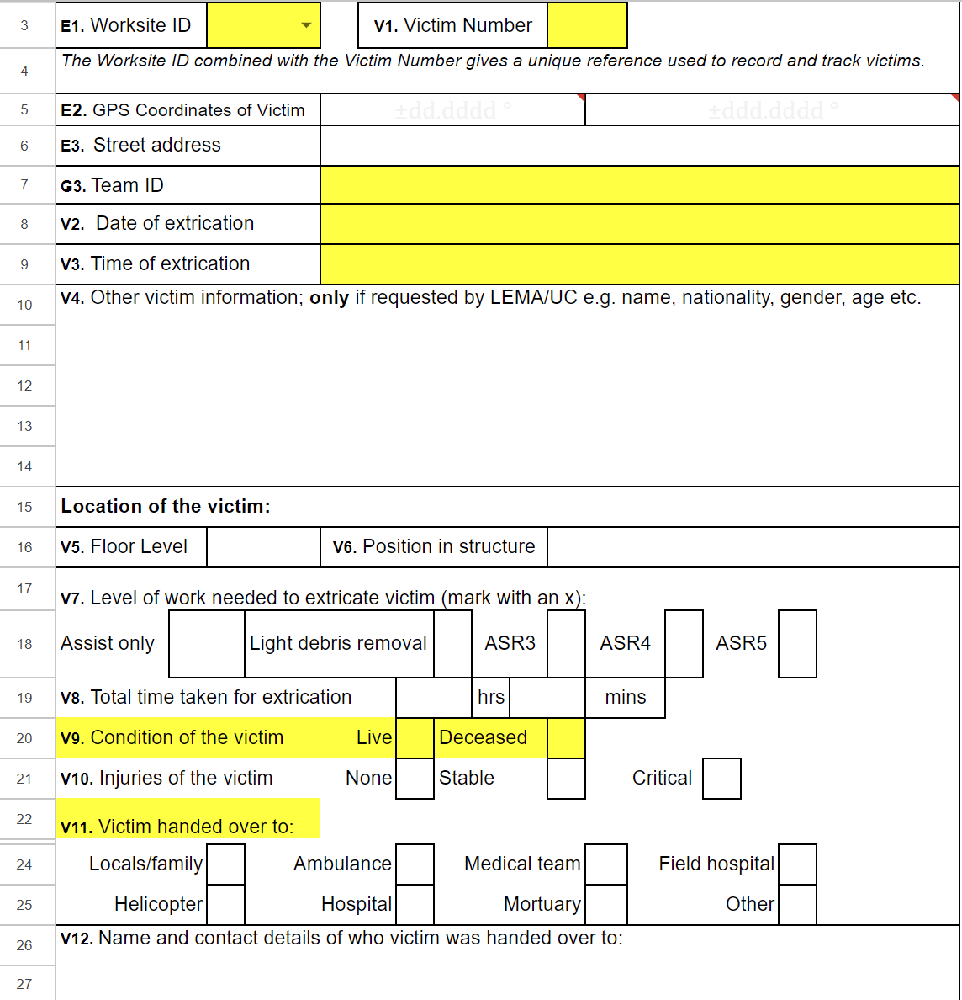 3 E1. Worksite ID V1. Victim Number
4 The Worksite ID combined with the Victim Number gives a unique reference used to record and track victims.
5 E2. GPS Coordinates of Victim ±dd.dddd ° ±ddd.dddd °
6 E3. Street address
7 G3. Team ID
8 V2. Date of extrication
9 V3. Time of extrication
10 V4. Other victim information; only if requested by LEMA/UC e.g. name, nationality, gender, age etc.
11
12
13
14
15 Location of the victim:
16 V5. Floor Level V6. Position in structure
17 V7. Level of work needed to extricate victim (mark with an x):
18 Assist only Light debris removal ASR3 ASR4 ASR5
19 V8. Total time taken for extrication hrs mins
20 V9. Condition of the victim Live Deceased
21 V10. Injuries of the victim None Stable Critical
22 V11. Victim handed over to:
24 Locals/family Ambulance Medical team Field hospital
25 Helicopter Hospital Mortuary Other
26 V12. Name and contact details of who victim was handed over to:
27